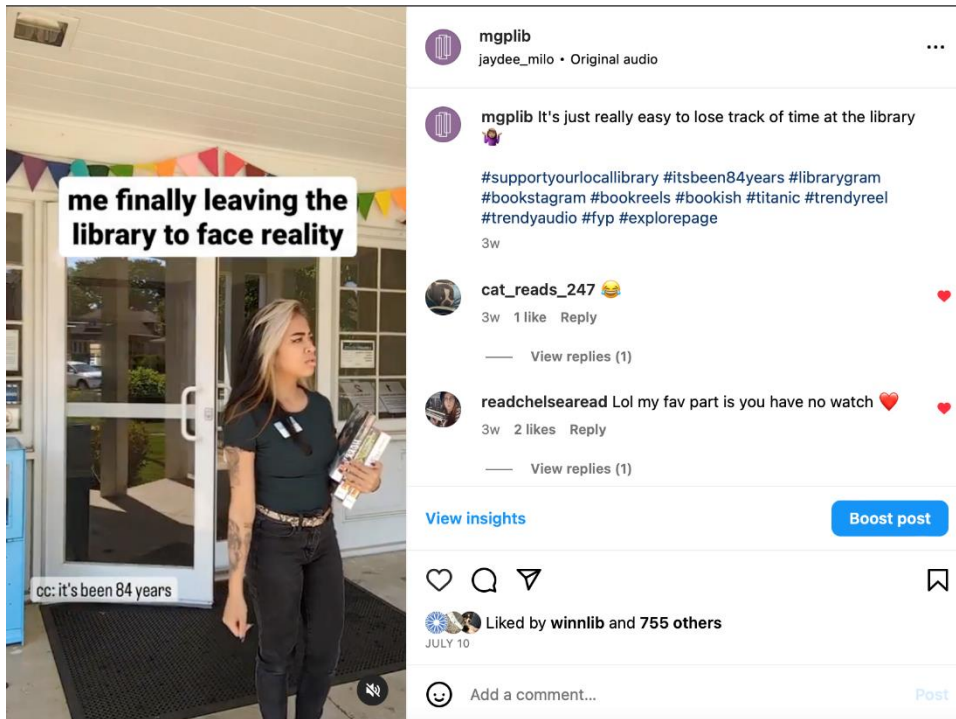 me finally leaving the
library to face reality
cc: it's been 84 years
mgplib
jaydee_milo • Original audio
mgplib It's just really easy to lose track of time at the library
🤷🏽‍♀️
#supportyourlocallibrary #itsbeen84years #librarygram
#bookstagram #bookreels #bookish #titanic #trendyreel
#trendyaudio #fyp #explorepage
3w
cat_reads_247 😂
3w 1 like Reply
View replies (1)
readchelsearead Lol my fav part is you have no watch ❤️
3w 2 likes Reply
View replies (1)
View insights
Boost post
Liked by winnlib and 755 others
JULY 10
Add a comment...
Post